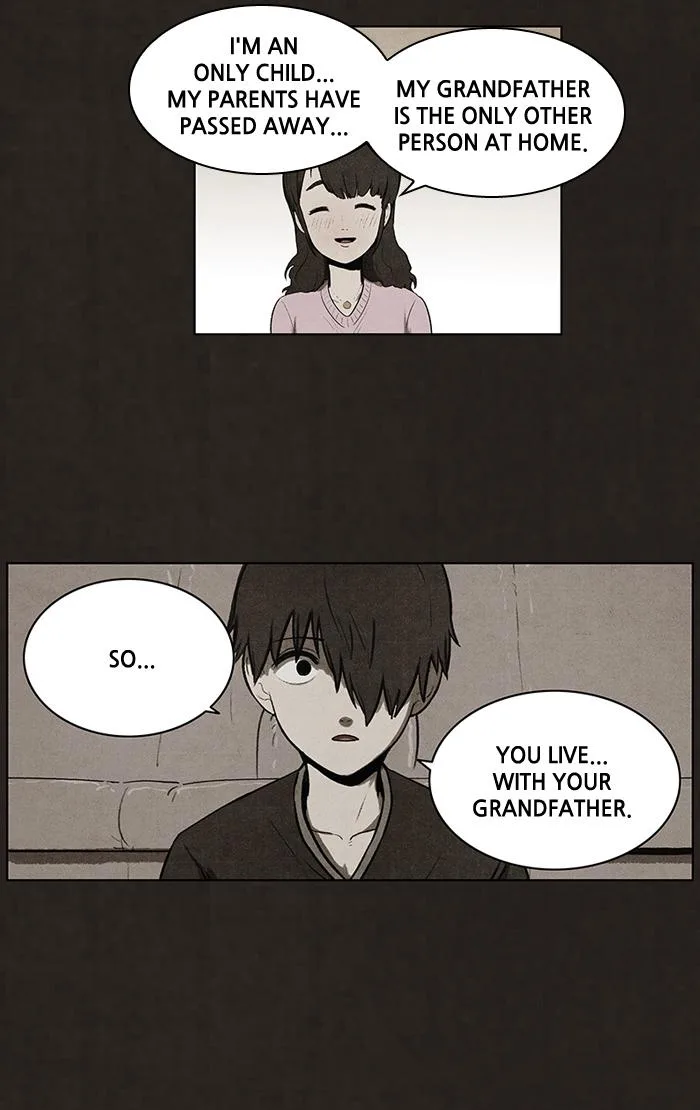 I'M AN
ONLY CHILD...
MY PARENTS HAVE
PASSED AWAY...
MY GRANDFATHER
IS THE ONLY OTHER
PERSON AT HOME.
SO...
YOU LIVE...
WITH YOUR
GRANDFATHER.